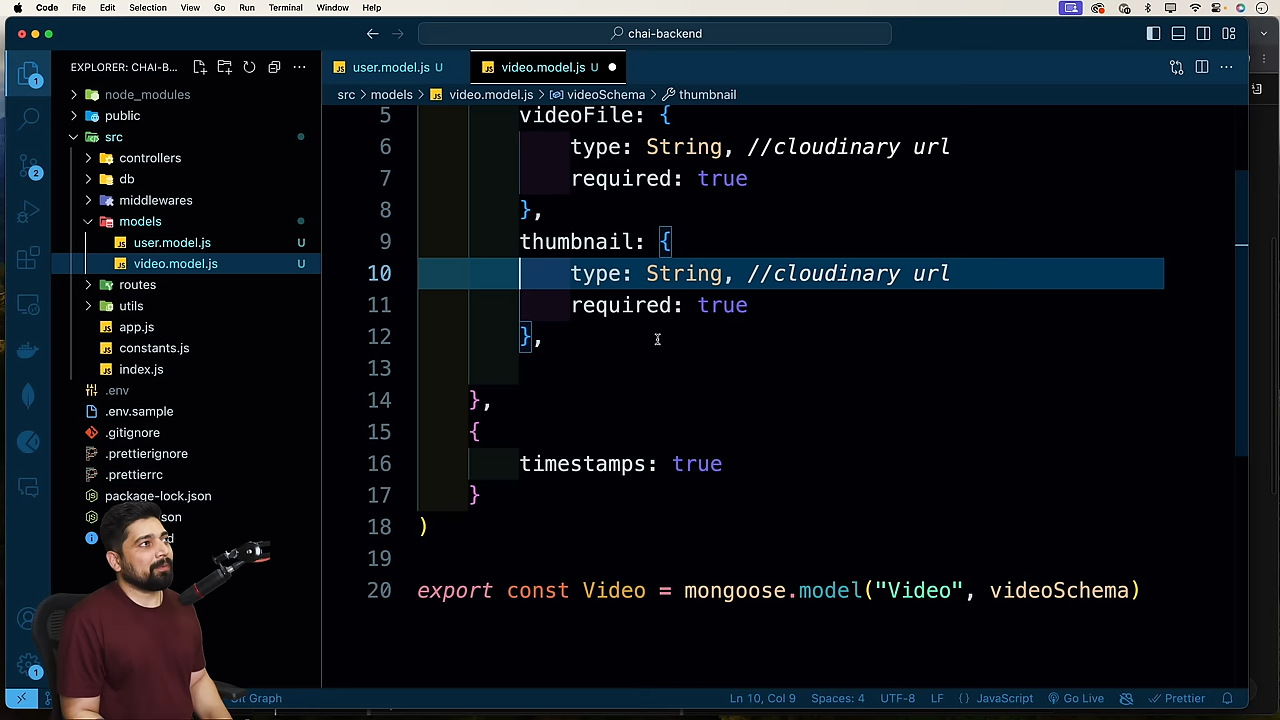 Code File Edit Selection View Go Run Terminal Window Help
chai-backend
EXPLORER: CHAI-B...
user.model.js U
video.model.js U
src > models > video.model.js > videoSchema > thumbnail
node_modules
public
src
controllers
db
middlewares
models
user.model.js U
video.model.js U
routes
utils
app.js
constants.js
index.js
.env
.env.sample
.gitignore
.prettierignore
.prettierrc
package-lock.json
5 videoFile: {
6 type: String, //cloudinary url
7 required: true
8 },
9 thumbnail: {
10 type: String, //cloudinary url
11 required: true
12 },
13
14 },
15 {
16 timestamps: true
17 }
18 )
19
20 export const Video = mongoose.model("Video", videoSchema)
1
2
1
Graph
Ln 10, Col 9 Spaces: 4 UTF-8 LF {} JavaScript Go Live Prettier